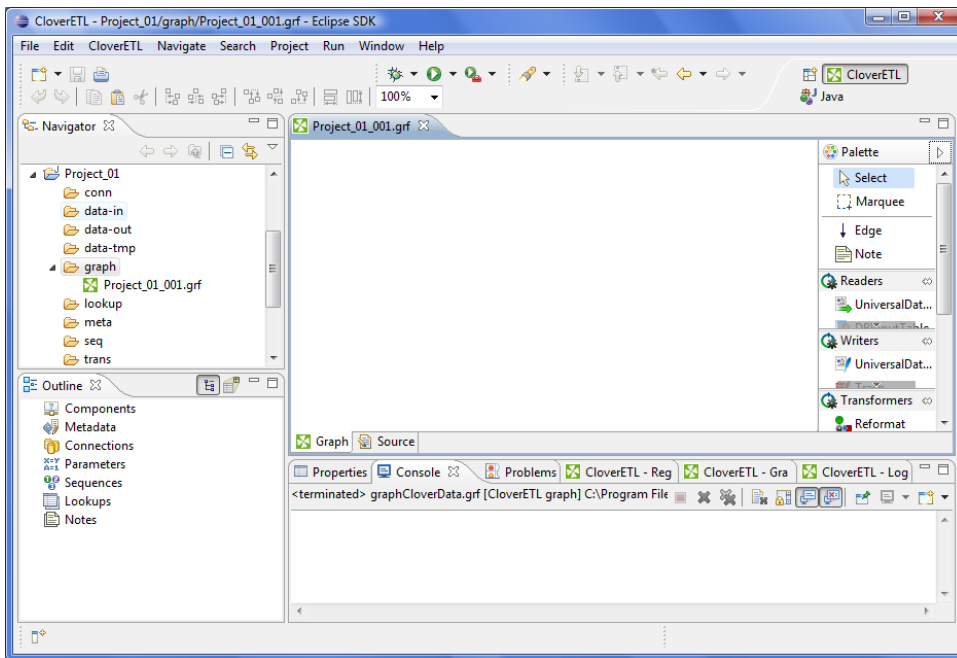 CloverETL - Project_01/graph/Project_01_001.grf - Eclipse SDK
File Edit CloverETL Navigate Search Project Run Window Help
CloverETL
100%
Java
Navigator
Project_01_001.grf
Project_01
conn
data-in
data-out
data-tmp
graph
Project_01_001.grf
lookup
meta
seq
trans
Palette
Select
Marquee
Edge
Note
Readers
UniversalDat...
Writers
UniversalDat...
Transformers
Reformat
Outline
Components
Metadata
Connections
X=Y
A=1 Parameters
Sequences
Lookups
Notes
Graph Source
Properties Console Problems CloverETL - Reg CloverETL - Gra CloverETL - Log
<terminated> graphCloverData.grf [CloverETL graph] C:\Program File